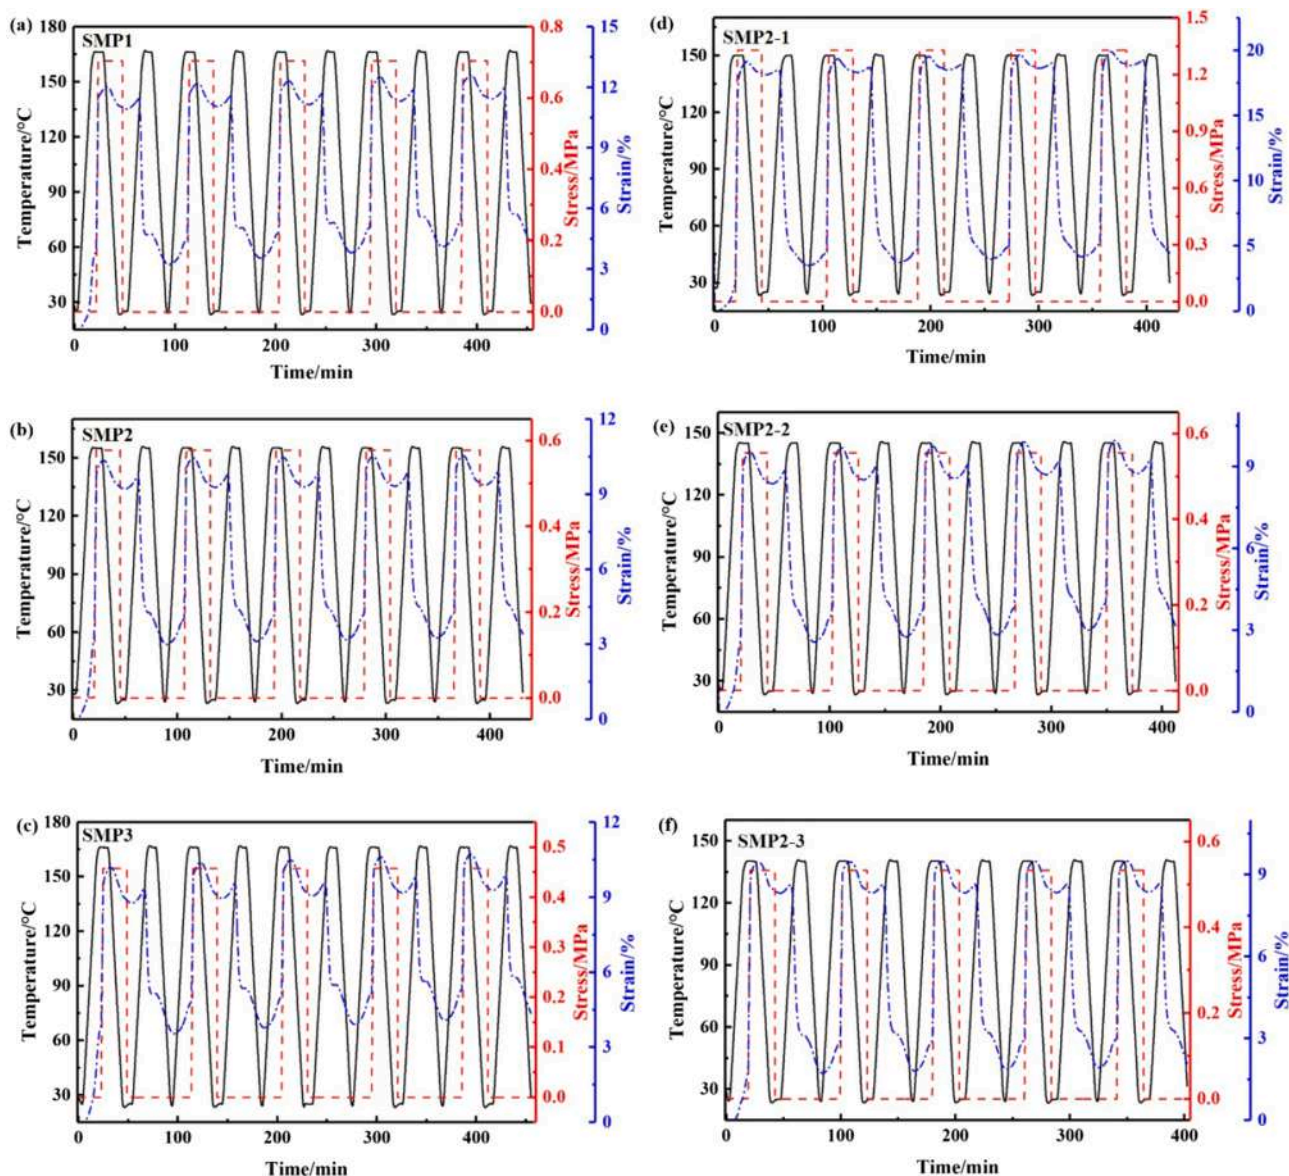 (a)
SMP1
180
150
120
90
60
30
0.8
0.6
0.4
0.2
0.0
15
12
9
6
3
0
Temperature/°C
Stress/MPa
Strain/%
0 100 200 300 400
Time/min
(d)
SMP2-1
150
120
90
60
30
1.5
1.2
0.9
0.6
0.3
0.0
20
15
10
5
0
Temperature/°C
Stress/MPa
Strain/%
0 100 200 300 400
Time/min
(b)
SMP2
150
120
90
60
30
0.6
0.4
0.2
0.0
12
9
6
3
0
Temperature/°C
Stress/MPa
Strain/%
0 100 200 300 400
Time/min
(e)
SMP2-2
150
120
90
60
30
0.6
0.4
0.2
0.0
9
6
3
0
Temperature/°C
Stress/MPa
Strain/%
0 100 200 300 400
Time/min
(c)
SMP3
180
150
120
90
60
30
0.5
0.4
0.3
0.2
0.1
0.0
12
9
6
3
0
Temperature/°C
Stress/MPa
Strain/%
0 100 200 300 400
Time/min
(f)
SMP2-3
150
120
90
60
30
0.6
0.4
0.2
0.0
9
6
3
0
Temperature/°C
Stress/MPa
Strain/%
0 100 200 300 400
Time/min